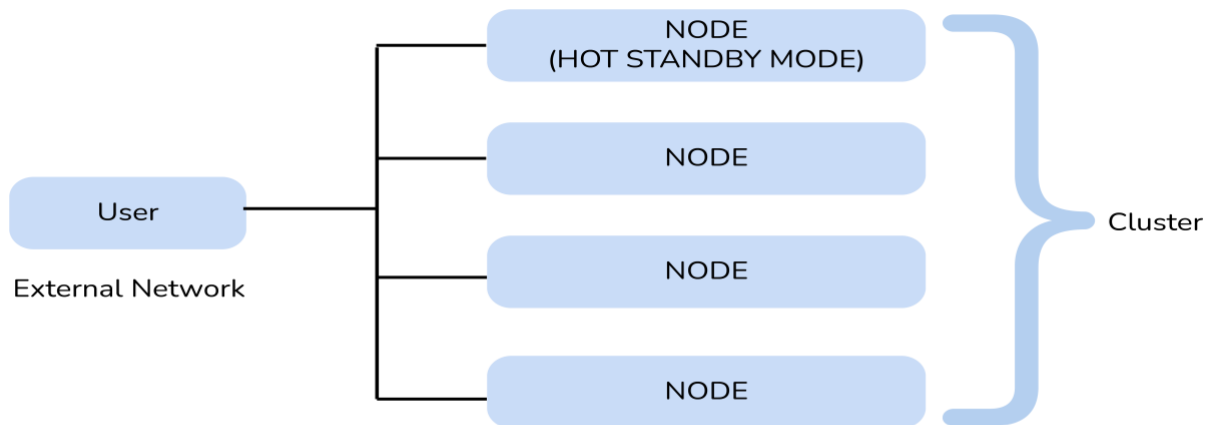 NODE
(HOT STANDBY MODE)
NODE
User
Cluster
NODE
External Network
NODE